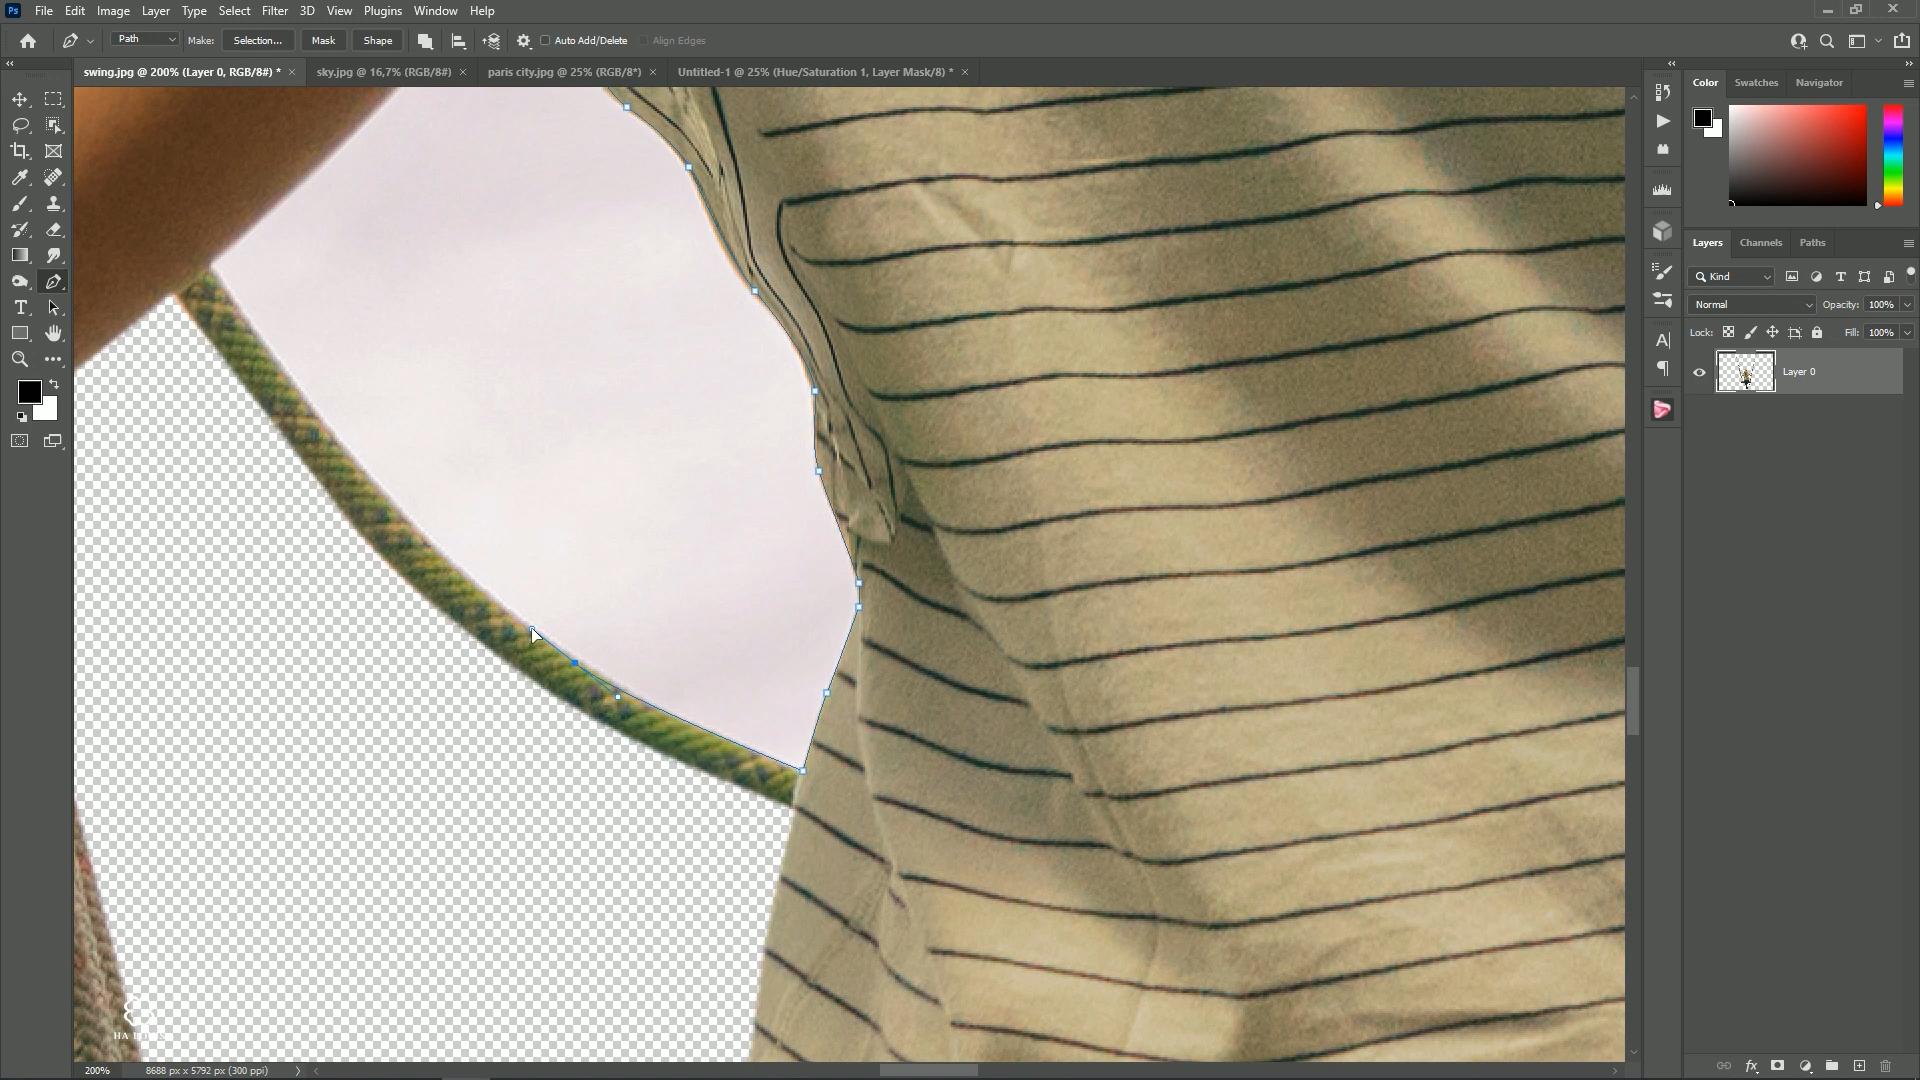 Ps File Edit Image Layer Type Select Filter 3D View Plugins Window Help
Path Make: Selection... Mask Shape Auto Add/Delete Align Edges
swing.jpg @ 200% (Layer 0, RGB/8#) * × sky.jpg @ 16,7% (RGB/8#) × paris city.jpg @ 25% (RGB/8*) × Untitled-1 @ 25% (Hue/Saturation 1, Layer Mask/8) * ×
Color Swatches Navigator
Layers Channels Paths
Kind
Normal Opacity: 100%
Lock: Fill: 100%
Layer 0
200% 8688 px x 5792 px (300 ppi)